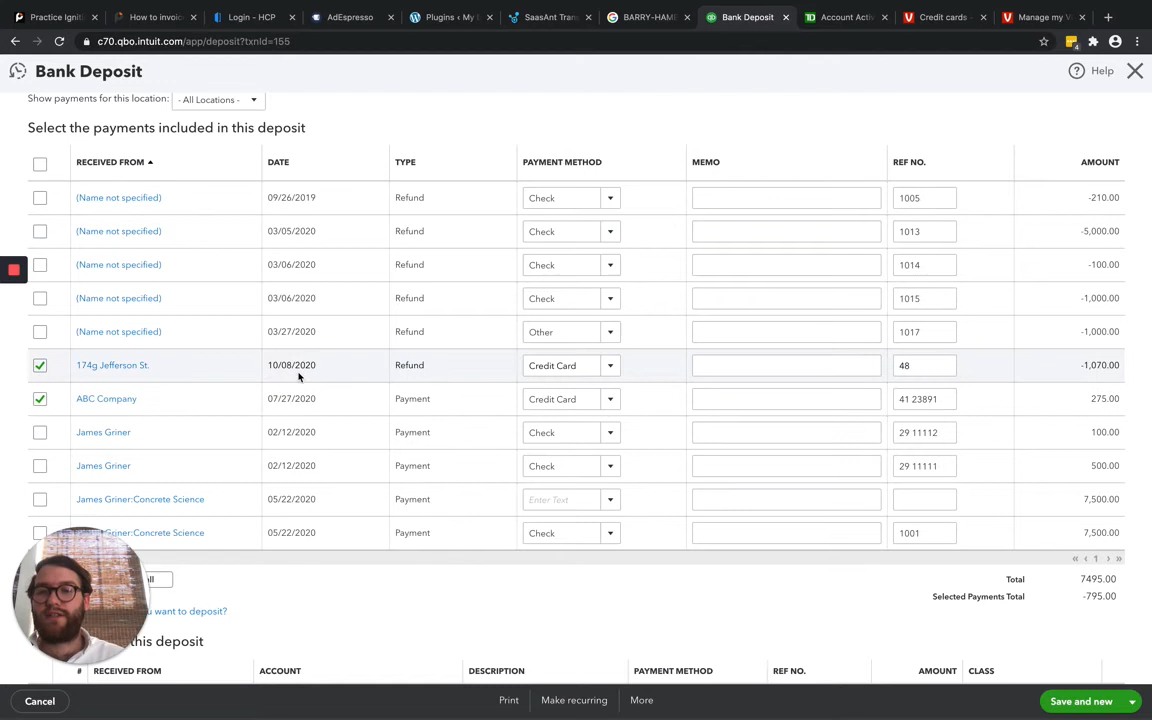 Practice Igniti
How to invoic
Login - HCP
AdEspresso
Plugins < My
SaasAnt Tran
BARRY-HAM
Bank Deposit
Account Activ
Credit cards -
Manage my V
c70.qbo.intuit.com/app/deposit?txnId=155
Bank Deposit
Help
Show payments for this location: - All Locations -
Select the payments included in this deposit
RECEIVED FROM DATE TYPE PAYMENT METHOD MEMO REF NO. AMOUNT
(Name not specified) 09/26/2019 Refund Check 1005 -210.00
(Name not specified) 03/05/2020 Refund Check 1013 -5,000.00
(Name not specified) 03/06/2020 Refund Check 1014 -100.00
(Name not specified) 03/06/2020 Refund Check 1015 -1,000.00
(Name not specified) 03/27/2020 Refund Other 1017 -1,000.00
174g Jefferson St. 10/08/2020 Refund Credit Card 48 -1,070.00
ABC Company 07/27/2020 Payment Credit Card 41 23891 275.00
James Griner 02/12/2020 Payment Check 29 11112 100.00
James Griner 02/12/2020 Payment Check 29 11111 500.00
James Griner:Concrete Science 05/22/2020 Payment Enter Text 7,500.00
Griner:Concrete Science 05/22/2020 Payment Check 1001 7,500.00
« ‹ 1 › »
Total 7495.00
Selected Payments Total -795.00
want to deposit?
this deposit
# RECEIVED FROM ACCOUNT DESCRIPTION PAYMENT METHOD REF NO. AMOUNT CLASS
Cancel Print Make recurring More Save and new